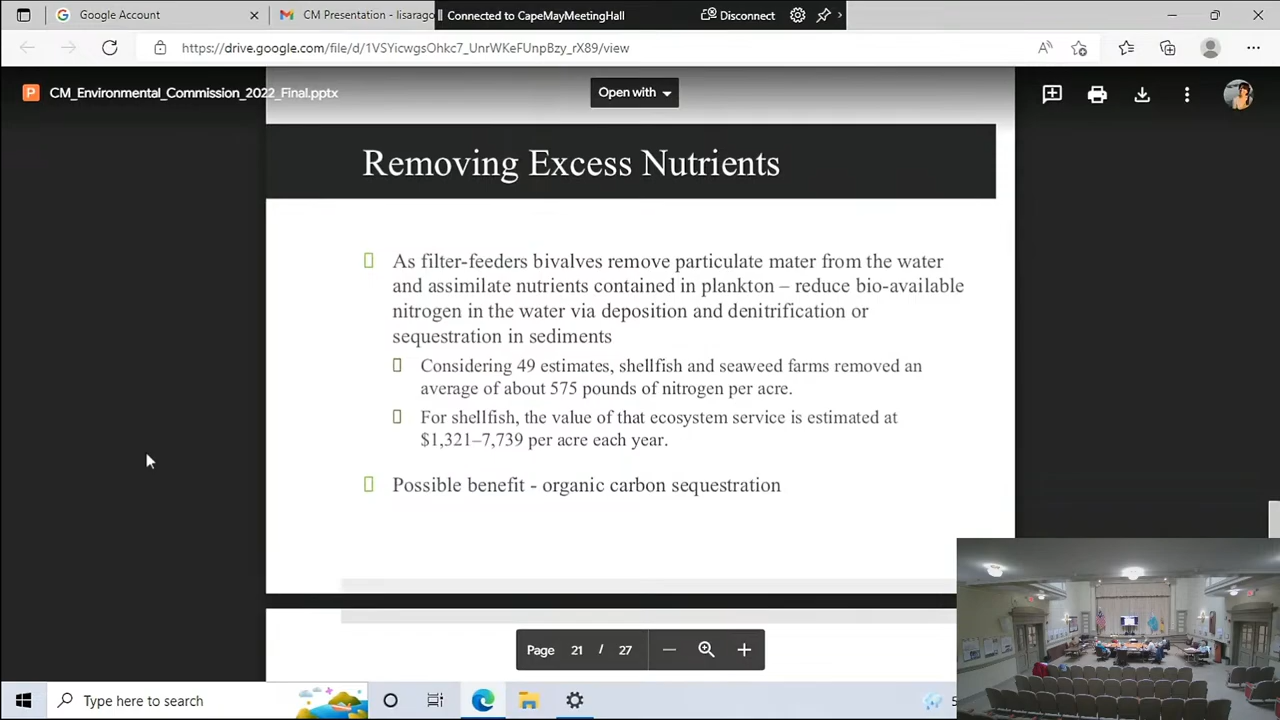 Google Account
CM Presentation - lisarago
Connected to CapeMayMeetingHall
Disconnect
https://drive.google.com/file/d/1VSYicwgsOhkc7_UnrWKeFUnpBzy_rX89/view
CM_Environmental_Commission_2022_Final.pptx
Open with
Removing Excess Nutrients
As filter-feeders bivalves remove particulate mater from the water
and assimilate nutrients contained in plankton – reduce bio-available
nitrogen in the water via deposition and denitrification or
sequestration in sediments
Considering 49 estimates, shellfish and seaweed farms removed an
average of about 575 pounds of nitrogen per acre.
For shellfish, the value of that ecosystem service is estimated at
$1,321–7,739 per acre each year.
Possible benefit - organic carbon sequestration
Page 21 / 27
Type here to search